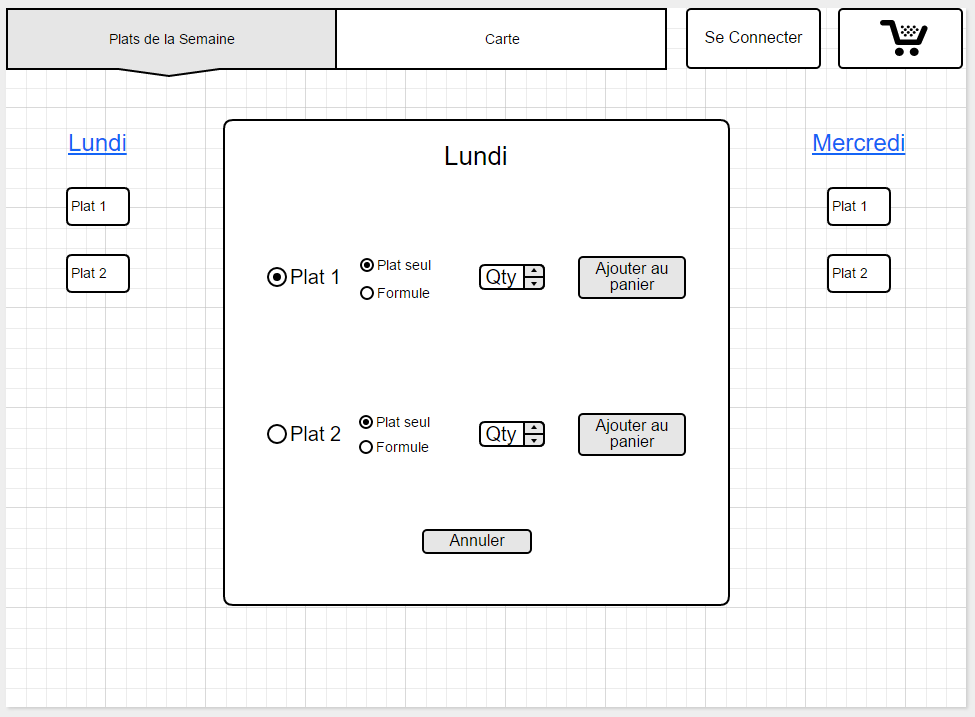 Plats de la Semaine
Carte
Se Connecter
Lundi
Plat 1
Plat 2
Lundi
Plat 1
Plat seul
Formule
Qty
Ajouter au
panier
Plat 2
Plat seul
Formule
Qty
Ajouter au
panier
Annuler
Mercredi
Plat 1
Plat 2